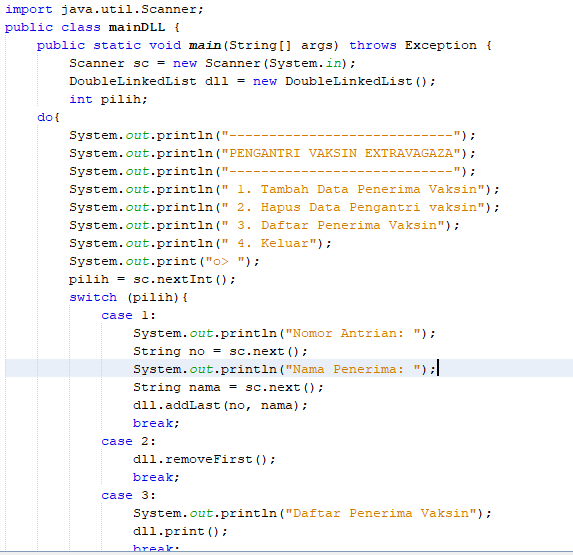 import java.util.Scanner;
public class mainDLL {
    public static void main(String[] args) throws Exception {
        Scanner sc = new Scanner(System.in);
        DoubleLinkedList dll = new DoubleLinkedList();
        int pilih;
    do{
        System.out.println("----------------------------");
        System.out.println("PENGANTRI VAKSIN EXTRAVAGAZA");
        System.out.println("----------------------------");
        System.out.println(" 1. Tambah Data Penerima Vaksin");
        System.out.println(" 2. Hapus Data Pengantri vaksin");
        System.out.println(" 3. Daftar Penerima Vaksin");
        System.out.println(" 4. Keluar");
        System.out.print("o> ");
        pilih = sc.nextInt();
        switch (pilih){
            case 1:
                System.out.println("Nomor Antrian: ");
                String no = sc.next();
                System.out.println("Nama Penerima: ");
                String nama = sc.next();
                dll.addLast(no, nama);
                break;
            case 2:
                dll.removeFirst();
                break;
            case 3:
                System.out.println("Daftar Penerima Vaksin");
                dll.print();
                break;